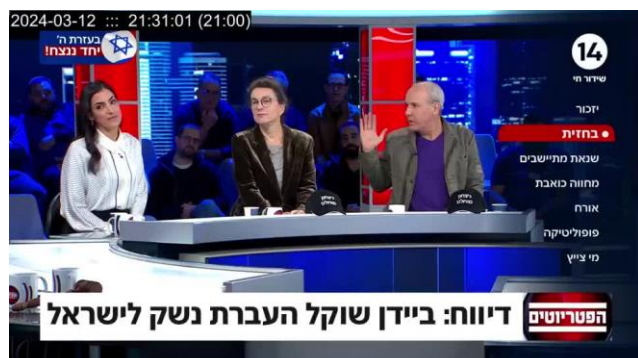 2024-03-12 ::: 21:31:01 (21:00)
בעזרת ה'
יחד ננצח!
14
שידור חי
יזכור
בחזית
שנאת מתיישבים
מחווה כואבת
אורח
פופוליטיקה
מי צייץ
הפטריוטים
דיווח: ביידן שוקל העברת נשק לישראל